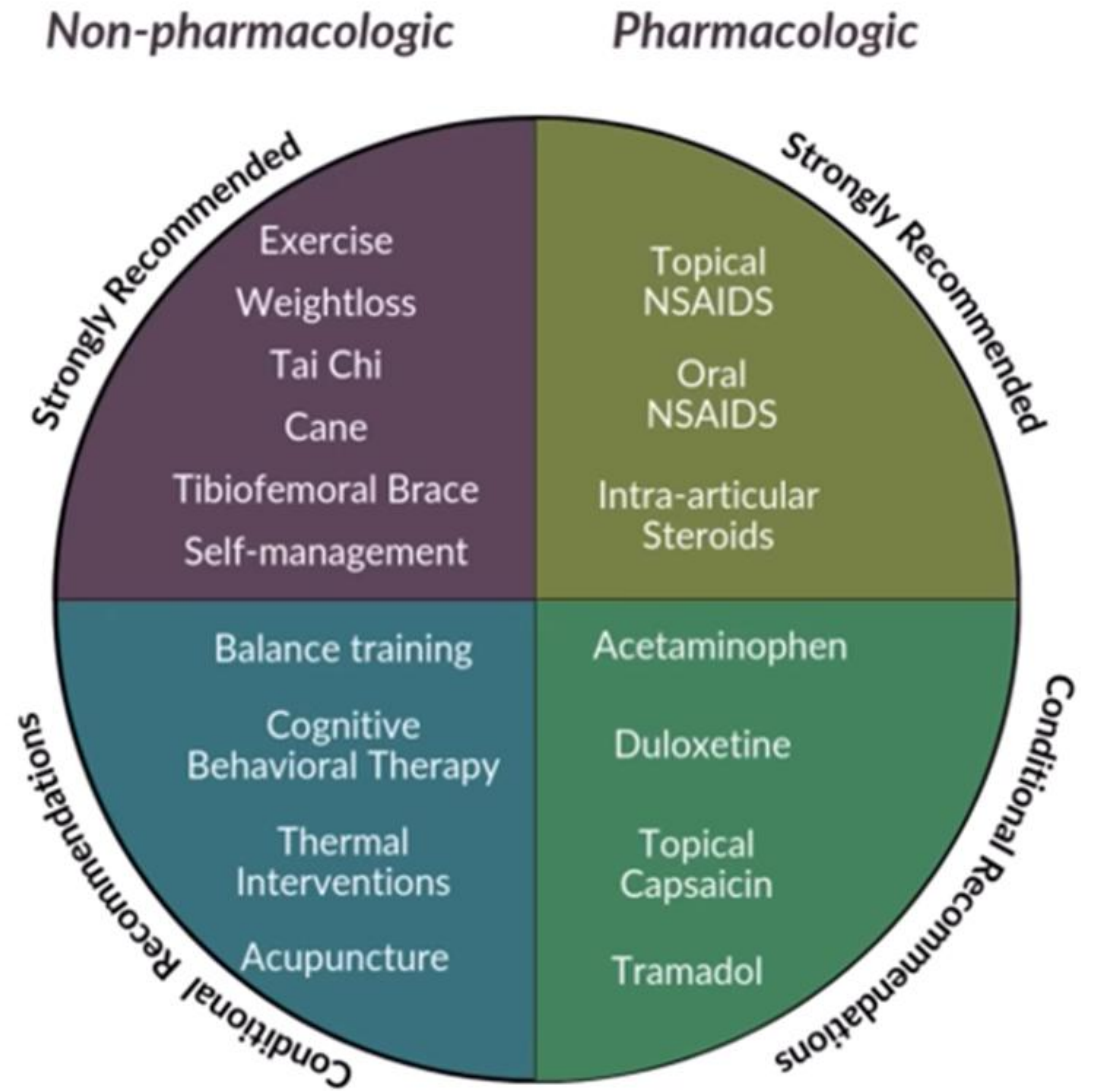 Non-pharmacologic
Pharmacologic
Strongly Recommended
Exercise
Weightloss
Tai Chi
Cane
Tibiofemoral Brace
Self-management
Strongly Recommended
Topical
NSAIDS
Oral
NSAIDS
Intra-articular
Steroids
Conditional Recommendations
Balance training
Cognitive
Behavioral Therapy
Thermal
Interventions
Acupuncture
Conditional Recommendations
Acetaminophen
Duloxetine
Topical
Capsaicin
Tramadol